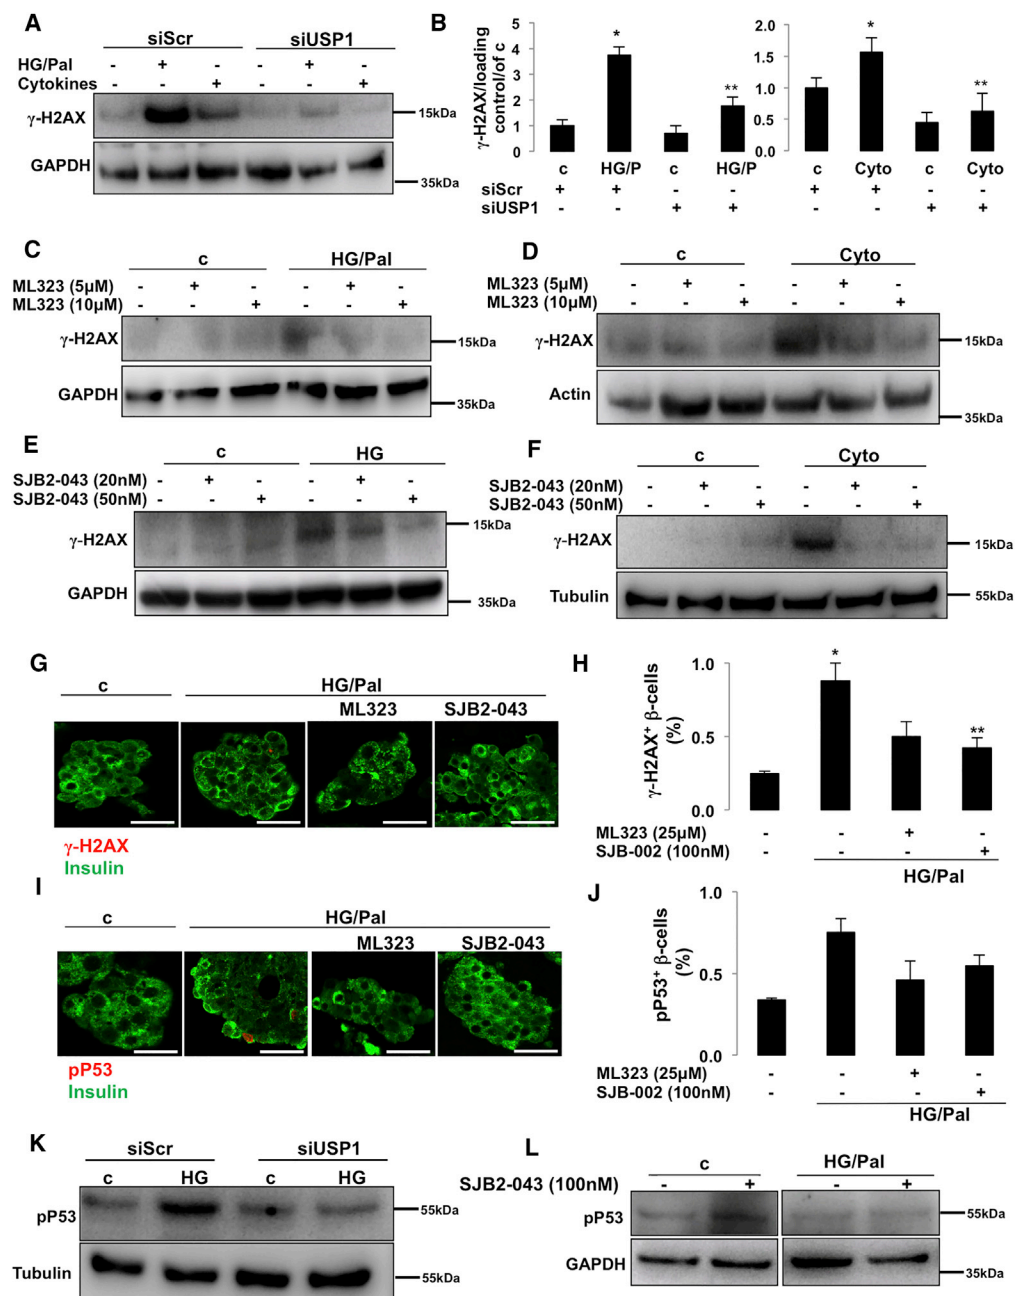 A
siScr siUSP1
HG/Pal - + - - + -
Cytokines - - + - - +
γ-H2AX 15kDa
GAPDH 35kDa
B
γ-H2AX/loading control/of c
5
4
3
2
1
0
* **
c HG/P c HG/P
2.0
1.5
1.0
0.5
0.0
* **
c Cyto c Cyto
siScr + + - - + + - -
siUSP1 - - + + - - + +
C
c HG/Pal
ML323 (5µM) - + - - + -
ML323 (10µM) - - + - - +
γ-H2AX 15kDa
GAPDH 35kDa
D
c Cyto
ML323 (5µM) - + - - + -
ML323 (10µM) - - + - - +
γ-H2AX 15kDa
Actin 35kDa
E
c HG
SJB2-043 (20nM) - + - - + -
SJB2-043 (50nM) - - + - - +
γ-H2AX 15kDa
GAPDH 35kDa
F
c Cyto
SJB2-043 (20nM) - + - - + -
SJB2-043 (50nM) - - + - - +
γ-H2AX 15kDa
Tubulin 55kDa
G
c HG/Pal
ML323 SJB2-043
γ-H2AX
Insulin
H
γ-H2AX⁺ β-cells
(%)
1.0
0.5
0.0
* **
ML323 (25µM) - - + -
SJB-002 (100nM) - - - +
HG/Pal
I
c HG/Pal
ML323 SJB2-043
pP53
Insulin
J
pP53⁺ β-cells
(%)
1.0
0.5
0.0
ML323 (25µM) - - + -
SJB-002 (100nM) - - - +
HG/Pal
K
siScr siUSP1
c HG c HG
pP53 55kDa
Tubulin 55kDa
L
c HG/Pal
SJB2-043 (100nM) - + - +
pP53 55kDa
GAPDH 35kDa